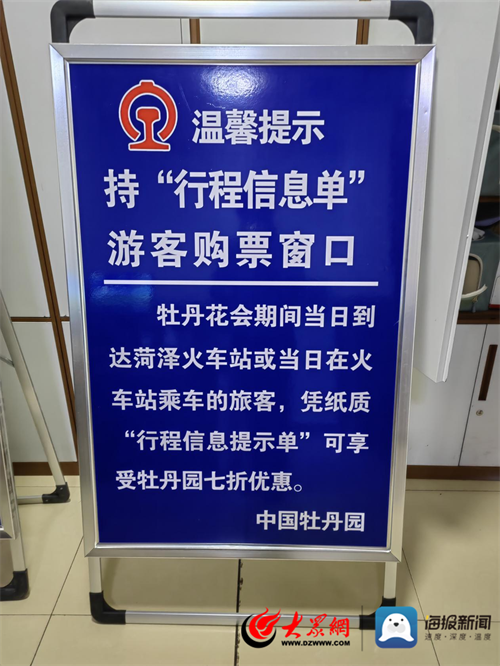 温馨提示
持“行程信息单”
游客购票窗口
牡丹花会期间当日到
达菏泽火车站或当日在火
车站乘车的旅客，凭纸质
“行程信息提示单”可享
受牡丹园七折优惠。
中国牡丹园
大眾網
WWW.DZWWW.COM
海报新闻
速度·深度·温度